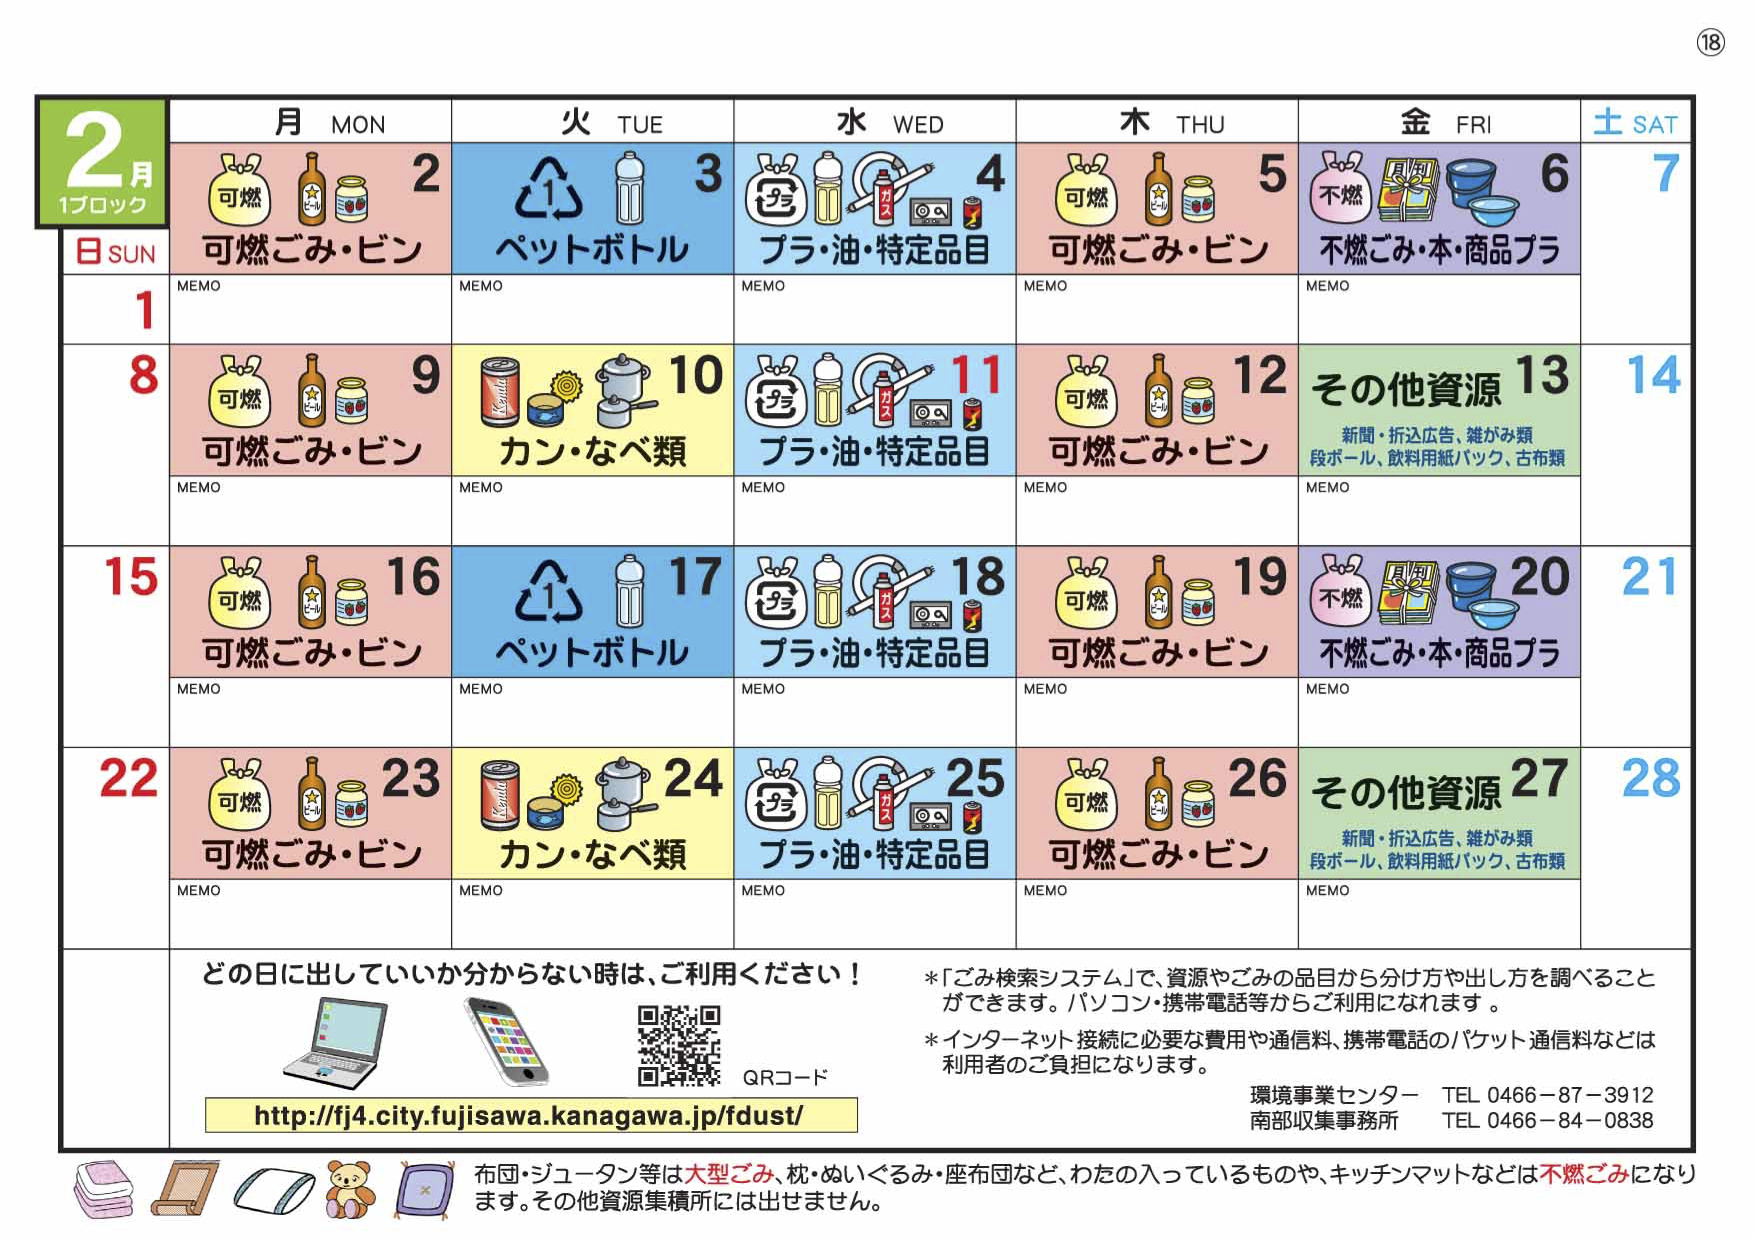 ⑱
2月
1ブロック
日 SUN
月 MON
火 TUE
水 WED
木 THU
金 FRI
土 SAT
1
可燃 ビール 2
可燃ごみ・ビン
MEMO
1 3
ペットボトル
MEMO
プラ ガス 4
プラ・油・特定品目
MEMO
可燃 ビール 5
可燃ごみ・ビン
MEMO
不燃 月刊 6
不燃ごみ・本・商品プラ
MEMO
7
8
可燃 ビール 9
可燃ごみ・ビン
MEMO
10
カン・なべ類
MEMO
プラ ガス 11
プラ・油・特定品目
MEMO
可燃 ビール 12
可燃ごみ・ビン
MEMO
その他資源 13
新聞・折込広告、雑がみ類
段ボール、飲料用紙パック、古布類
MEMO
14
15
可燃 ビール 16
可燃ごみ・ビン
MEMO
1 17
ペットボトル
MEMO
プラ ガス 18
プラ・油・特定品目
MEMO
可燃 ビール 19
可燃ごみ・ビン
MEMO
不燃 月刊 20
不燃ごみ・本・商品プラ
MEMO
21
22
可燃 ビール 23
可燃ごみ・ビン
MEMO
24
カン・なべ類
MEMO
プラ ガス 25
プラ・油・特定品目
MEMO
可燃 ビール 26
可燃ごみ・ビン
MEMO
その他資源 27
新聞・折込広告、雑がみ類
段ボール、飲料用紙パック、古布類
MEMO
28
どの日に出していいか分からない時は、ご利用ください！
QRコード
http://fj4.city.fujisawa.kanagawa.jp/fdust/
＊「ごみ検索システム」で、資源やごみの品目から分け方や出し方を調べること
ができます。パソコン・携帯電話等からご利用になれます 。
＊インターネット接続に必要な費用や通信料、携帯電話のパケット通信料などは
利用者のご負担になります。
環境事業センター TEL 0466－87－3912
南部収集事務所 TEL 0466－84－0838
布団・ジュータン等は大型ごみ、枕・ぬいぐるみ・座布団など、わたの入っているものや、キッチンマットなどは不燃ごみになり
ます。その他資源集積所には出せません。